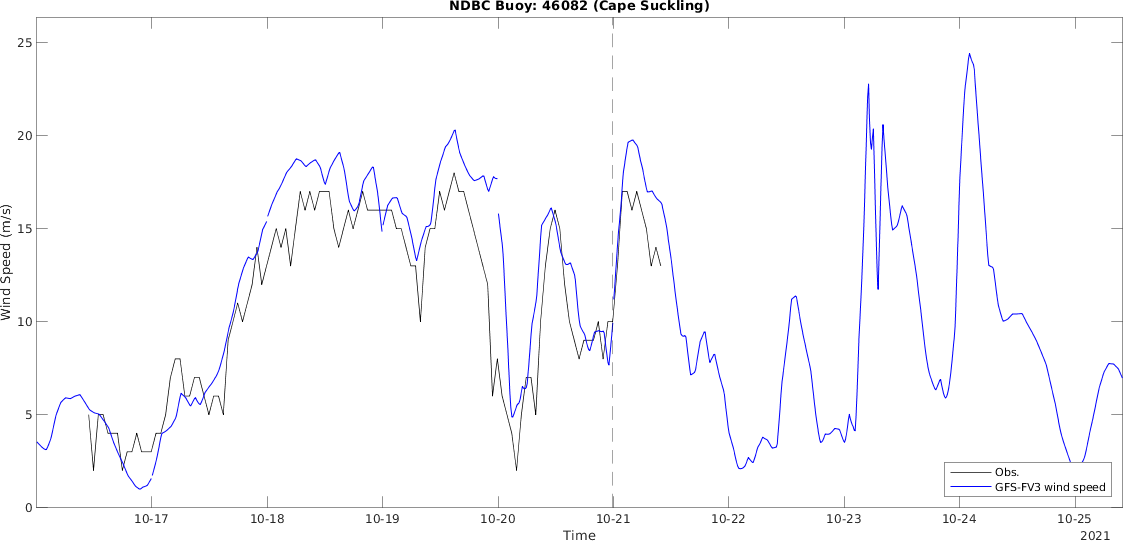 NDBC Buoy: 46082 (Cape Suckling)
25
20
15
10
5
0
Wind Speed (m/s)
Obs.
GFS-FV3 wind speed
10-17 10-18 10-19 10-20 10-21 10-22 10-23 10-24 10-25
Time
2021